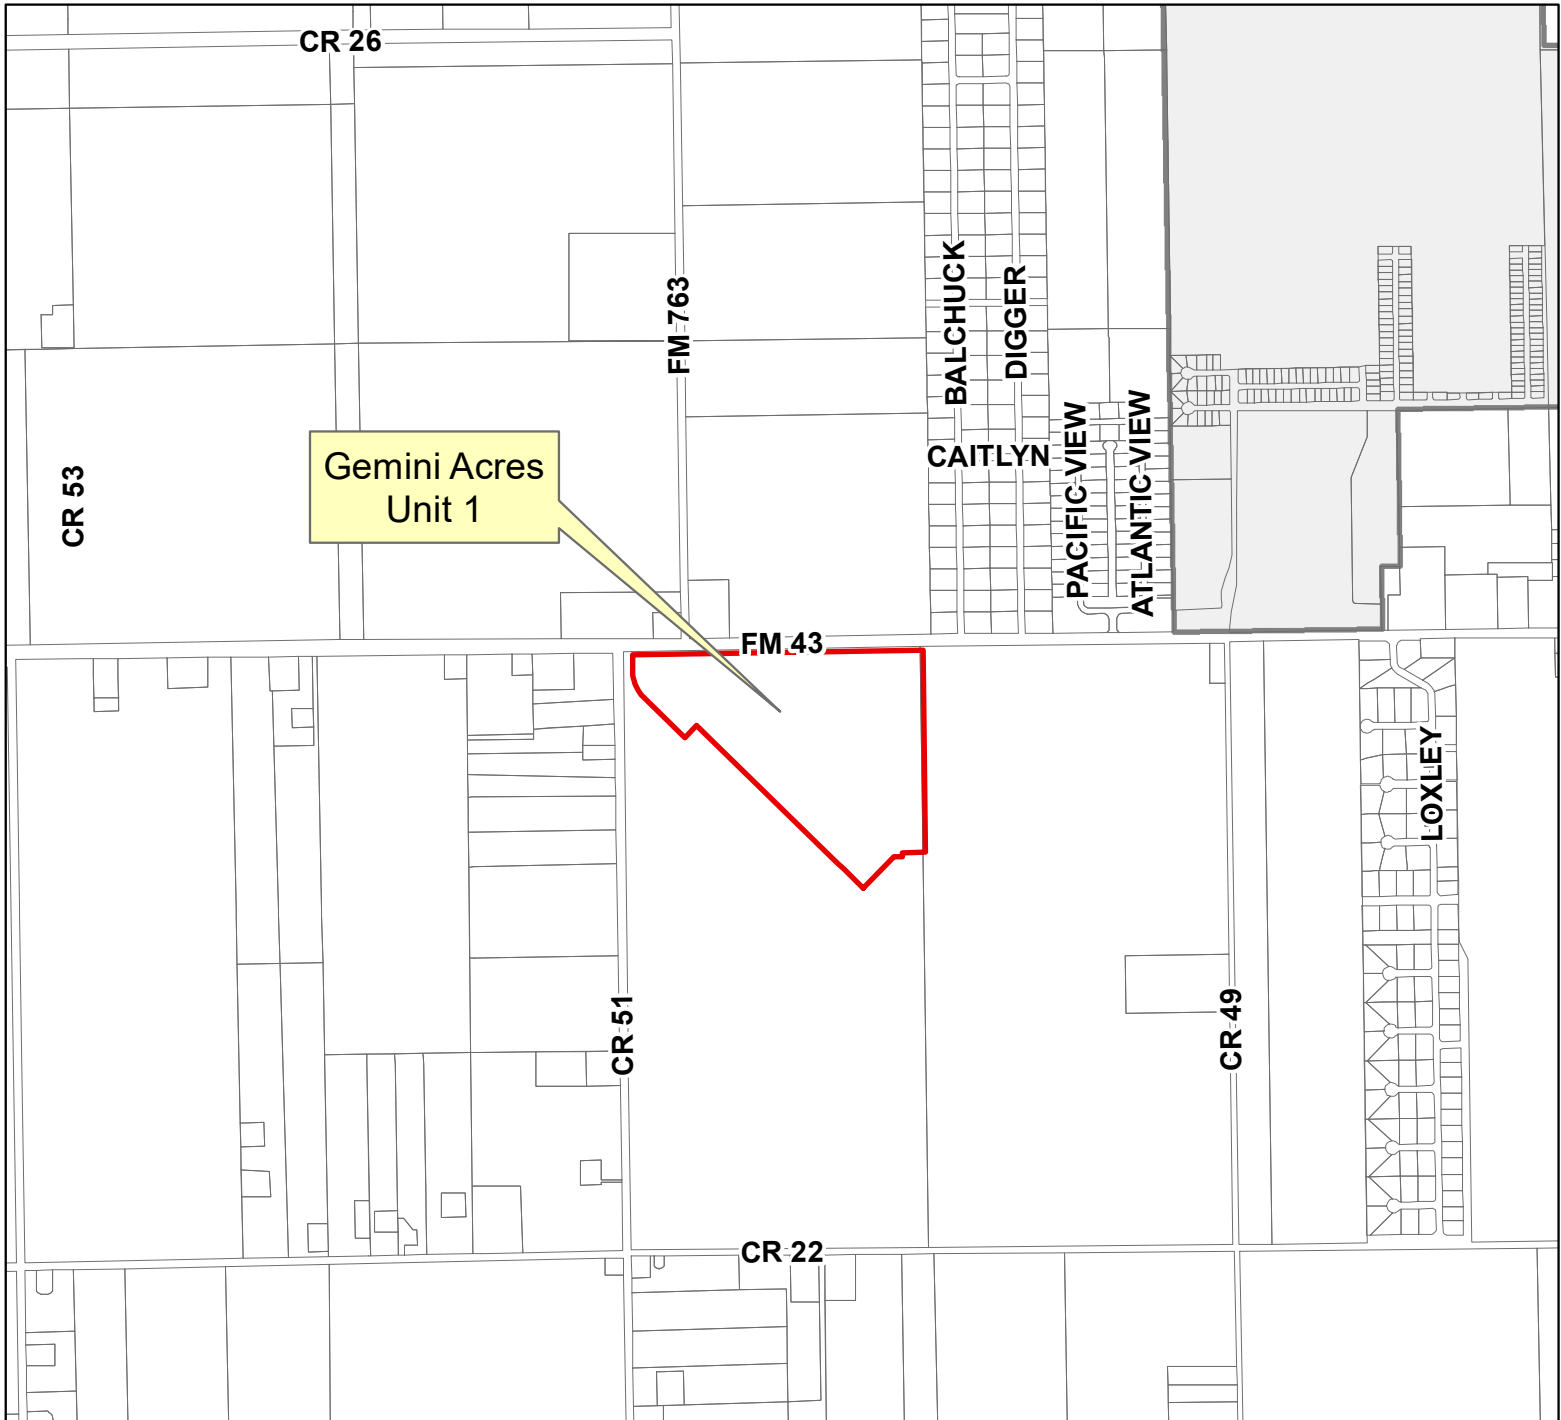 CR 26
BALCHUCK
DIGGER
FM 763
PACIFIC VIEW
ATLANTIC VIEW
CAITLYN
Gemini Acres
Unit 1
CR 53
FM 43
LOXLEY
CR 51
CR 49
CR 22